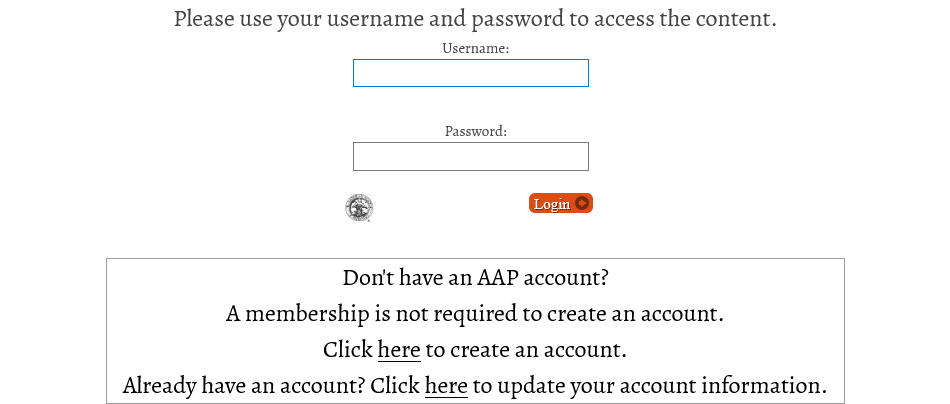 Please use your username and password to access the content.
Username:
Password:
Login
Don't have an AAP account?
A membership is not required to create an account.
Click here to create an account.
Already have an account? Click here to update your account information.